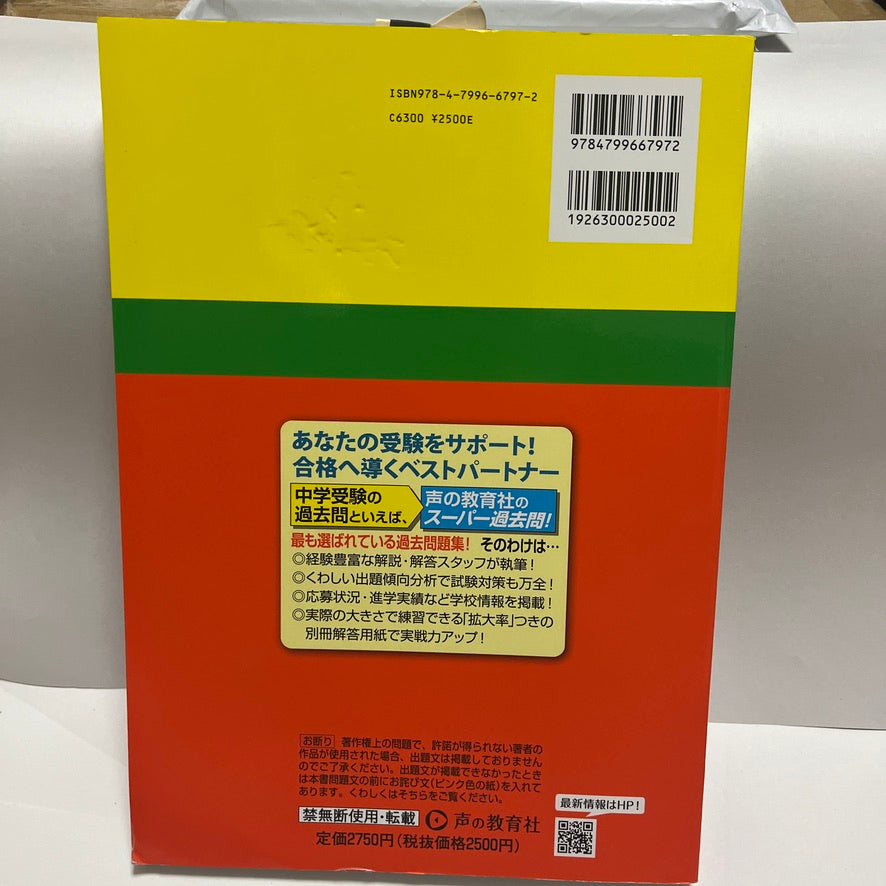 ISBN978-4-7996-6797-2
C6300 ¥2500E
9784799667972
1926300025002
あなたの受験をサポート!
合格へ導くベストパートナー
中学受験の
過去問といえば、
声の教育社の
スーパー過去問!
最も選ばれている過去問題集! そのわけは…
◎経験豊富な解説・解答スタッフが執筆!
◎くわしい出題傾向分析で試験対策も万全!
◎応募状況・進学実績など学校情報を掲載!
◎実際の大きさで練習できる「拡大率」つきの
別冊解答用紙で実戦力アップ!
お断り 著作権上の問題で、許諾が得られない著者の
作品が使用された場合、出題文は掲載しておりません
のでご了承ください。出題文が掲載できなかったとき
は本書問題文の前にお詫び文(ピンク色の紙)を入れて
あります。くわしくはそちらをご覧ください。
禁無断使用・転載 声の教育社
定価2750円(税抜価格2500円)
最新情報はHP!